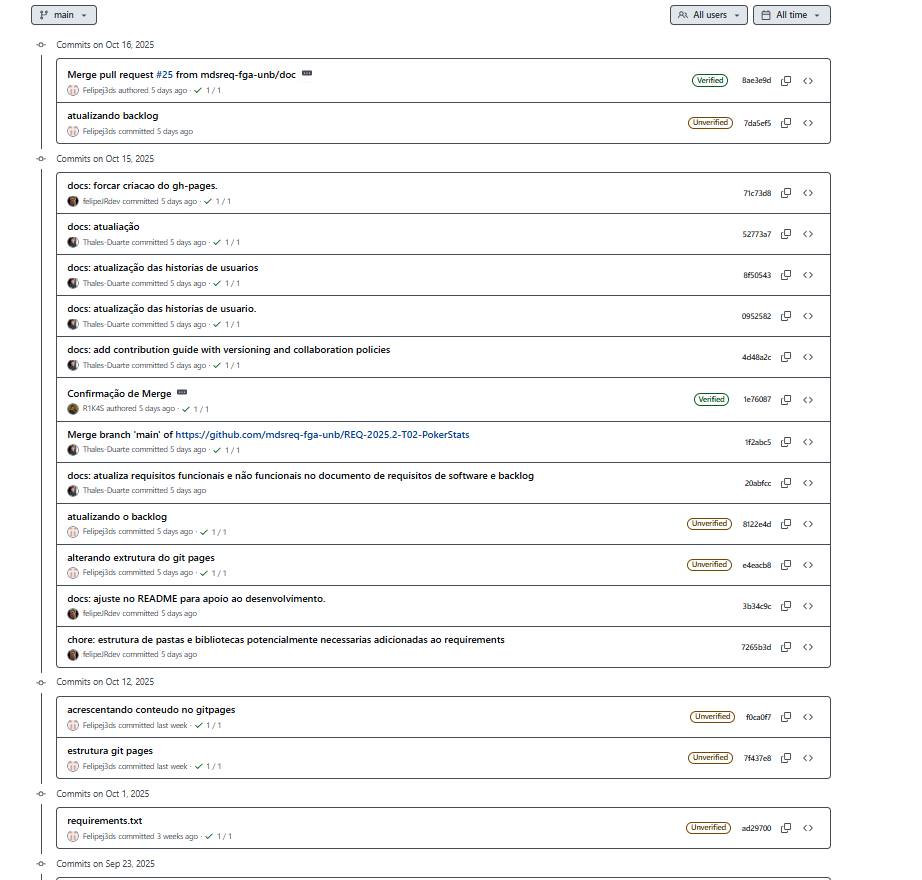 main
All users
All time
Commits on Oct 16, 2025
Merge pull request #25 from mdsreq-fga-unb/doc
Verified
8ae3e9d
Felipej3ds authored 5 days ago · 1 / 1
atualizando backlog
Unverified
7da5ef5
Felipej3ds committed 5 days ago
Commits on Oct 15, 2025
docs: forcar criacao do gh-pages.
71c73d8
felipeJRdev committed 5 days ago · 1 / 1
docs: atualiação
52773a7
Thales-Duarte committed 5 days ago · 1 / 1
docs: atualização das historias de usuarios
8f50543
Thales-Duarte committed 5 days ago · 1 / 1
docs: atualização das historias de usuario.
0952582
Thales-Duarte committed 5 days ago · 1 / 1
docs: add contribution guide with versioning and collaboration policies
4d48a2c
Thales-Duarte committed 5 days ago · 1 / 1
Confirmação de Merge
Verified
1e76087
R1K4S authored 5 days ago · 1 / 1
Merge branch 'main' of https://github.com/mdsreq-fga-unb/REQ-2025.2-T02-PokerStats
1f2abc5
Thales-Duarte committed 5 days ago · 1 / 1
docs: atualiza requisitos funcionais e não funcionais no documento de requisitos de software e backlog
20abfcc
Thales-Duarte committed 5 days ago
atualizando o backlog
Unverified
8122e4d
Felipej3ds committed 5 days ago · 1 / 1
alterando extrutura do git pages
Unverified
e4eacb8
Felipej3ds committed 5 days ago · 1 / 1
docs: ajuste no README para apoio ao desenvolvimento.
3b34c9c
felipeJRdev committed 5 days ago
chore: estrutura de pastas e bibliotecas potencialmente necessarias adicionadas ao requirements
7265b3d
felipeJRdev committed 5 days ago
Commits on Oct 12, 2025
acrescentando conteudo no gitpages
Unverified
f0ca0f7
Felipej3ds committed last week · 1 / 1
estrutura git pages
Unverified
7f437e8
Felipej3ds committed last week · 1 / 1
Commits on Oct 1, 2025
requirements.txt
Unverified
ad29700
Felipej3ds committed 3 weeks ago · 1 / 1
Commits on Sep 23, 2025